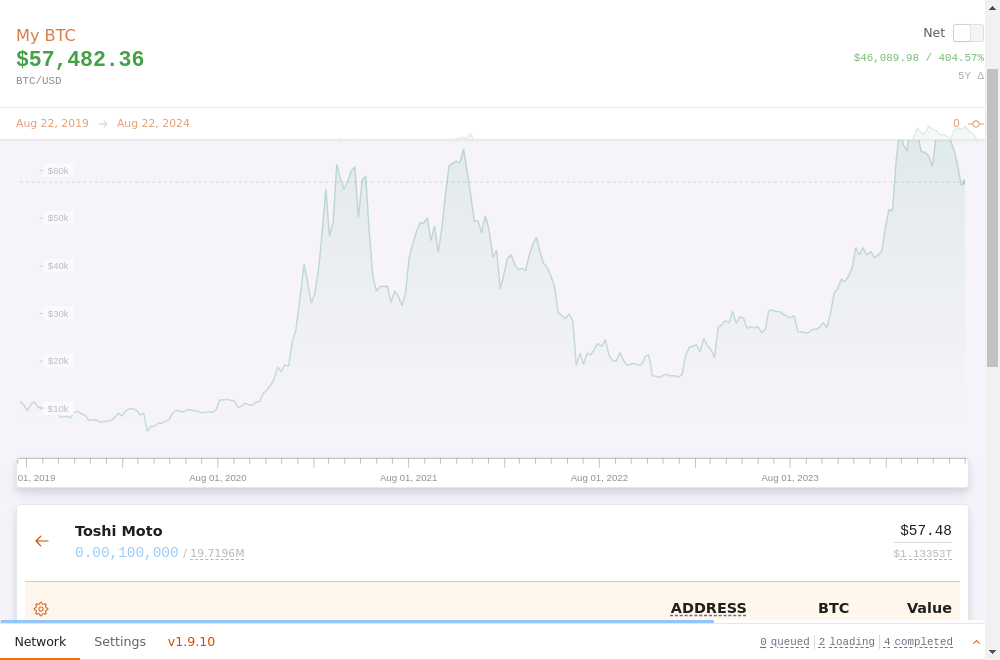 My BTC
Net
$57,482.36
$46,089.98 / 404.57%
BTC/USD
5Y Δ
Aug 22, 2019 → Aug 22, 2024
0
$60k
$50k
$40k
$30k
$20k
$10k
01, 2019
Aug 01, 2020
Aug 01, 2021
Aug 01, 2022
Aug 01, 2023
Toshi Moto
$57.48
0.00,100,000 / 19.7196M
$1.13353T
ADDRESS BTC Value
Network Settings v1.9.10
0 queued 2 loading 4 completed